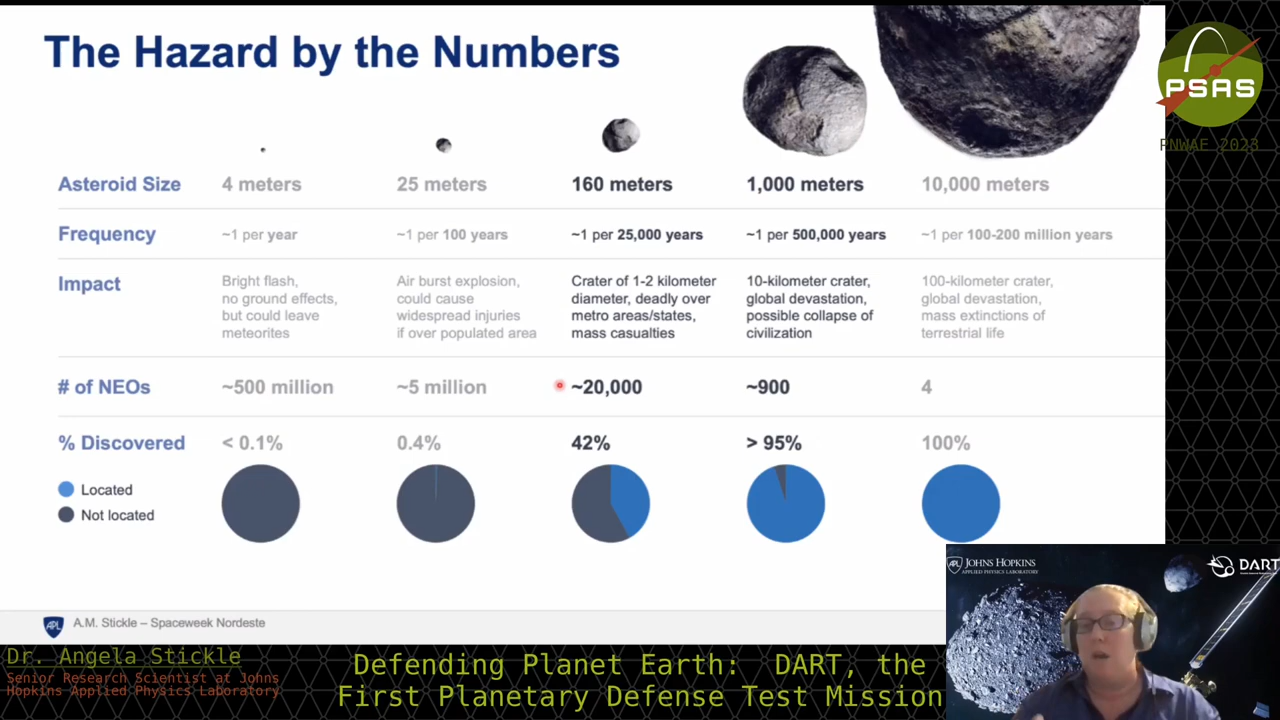 The Hazard by the Numbers
PSAS
PNWAE 2023
Asteroid Size 4 meters 25 meters 160 meters 1,000 meters 10,000 meters
Frequency ~1 per year ~1 per 100 years ~1 per 25,000 years ~1 per 500,000 years ~1 per 100-200 million years
Impact
Bright flash,
no ground effects,
but could leave
meteorites
Air burst explosion,
could cause
widespread injuries
if over populated area
Crater of 1-2 kilometer
diameter, deadly over
metro areas/states,
mass casualties
10-kilometer crater,
global devastation,
possible collapse of
civilization
100-kilometer crater,
global devastation,
mass extinctions of
terrestrial life
# of NEOs ~500 million ~5 million ~20,000 ~900 4
% Discovered < 0.1% 0.4% 42% > 95% 100%
Located
Not located
APL
A.M. Stickle – Spaceweek Nordeste
APL JOHNS HOPKINS
APPLIED PHYSICS LABORATORY
DART
Dr. Angela Stickle
Senior Research Scientist at Johns
Hopkins Applied Physics Laboratory
Defending Planet Earth: DART, the
First Planetary Defense Test Mission